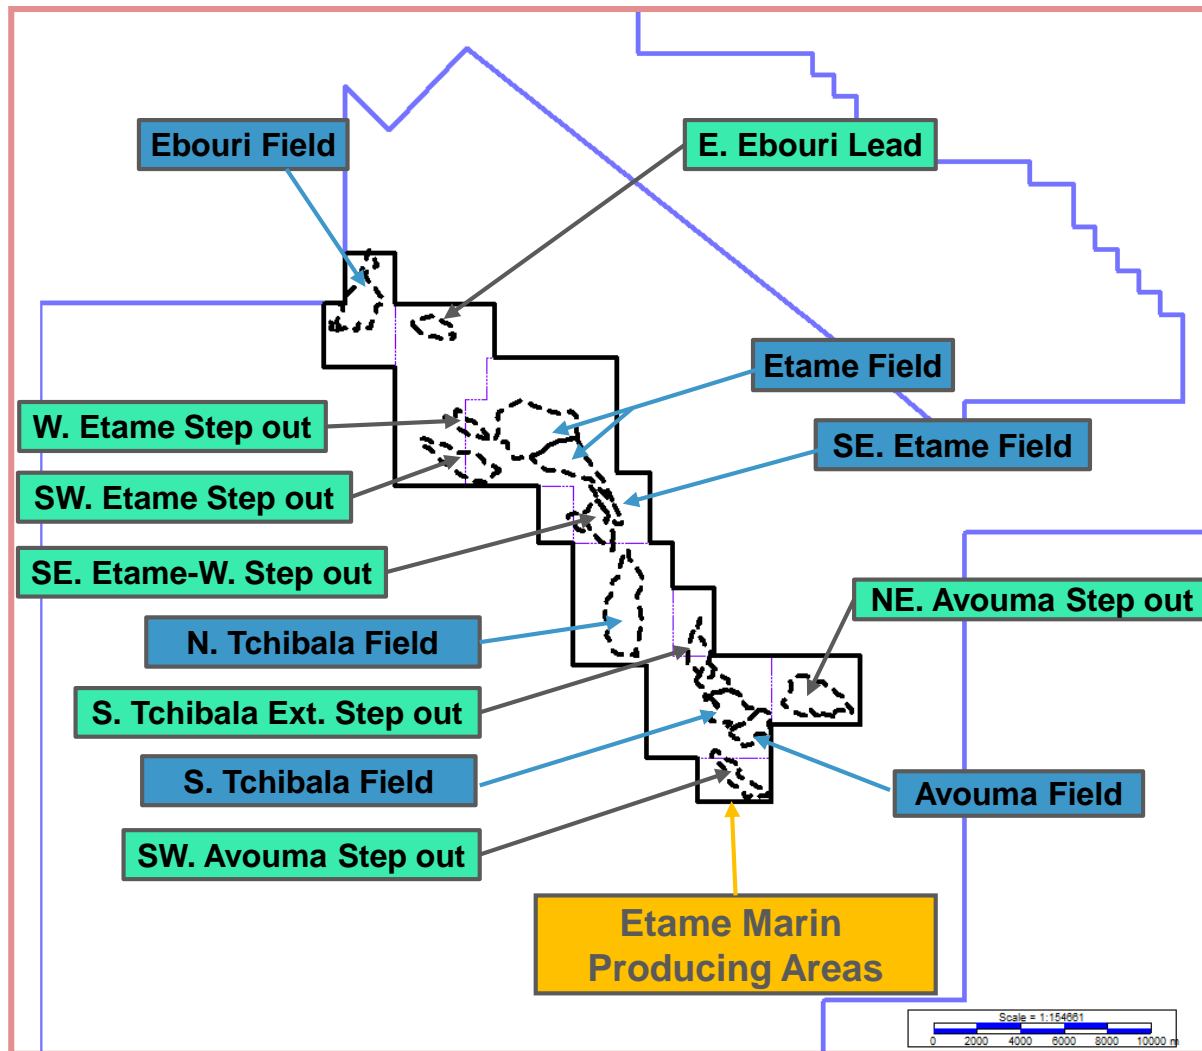 Ebouri Field
E. Ebouri Lead
Etame Field
W. Etame Step out
SE. Etame Field
SW. Etame Step out
SE. Etame-W. Step out
NE. Avouma Step out
N. Tchibala Field
S. Tchibala Ext. Step out
S. Tchibala Field
Avouma Field
SW. Avouma Step out
Etame Marin
Producing Areas
Scale = 1:154661
0 2000 4000 6000 8000 10000 m